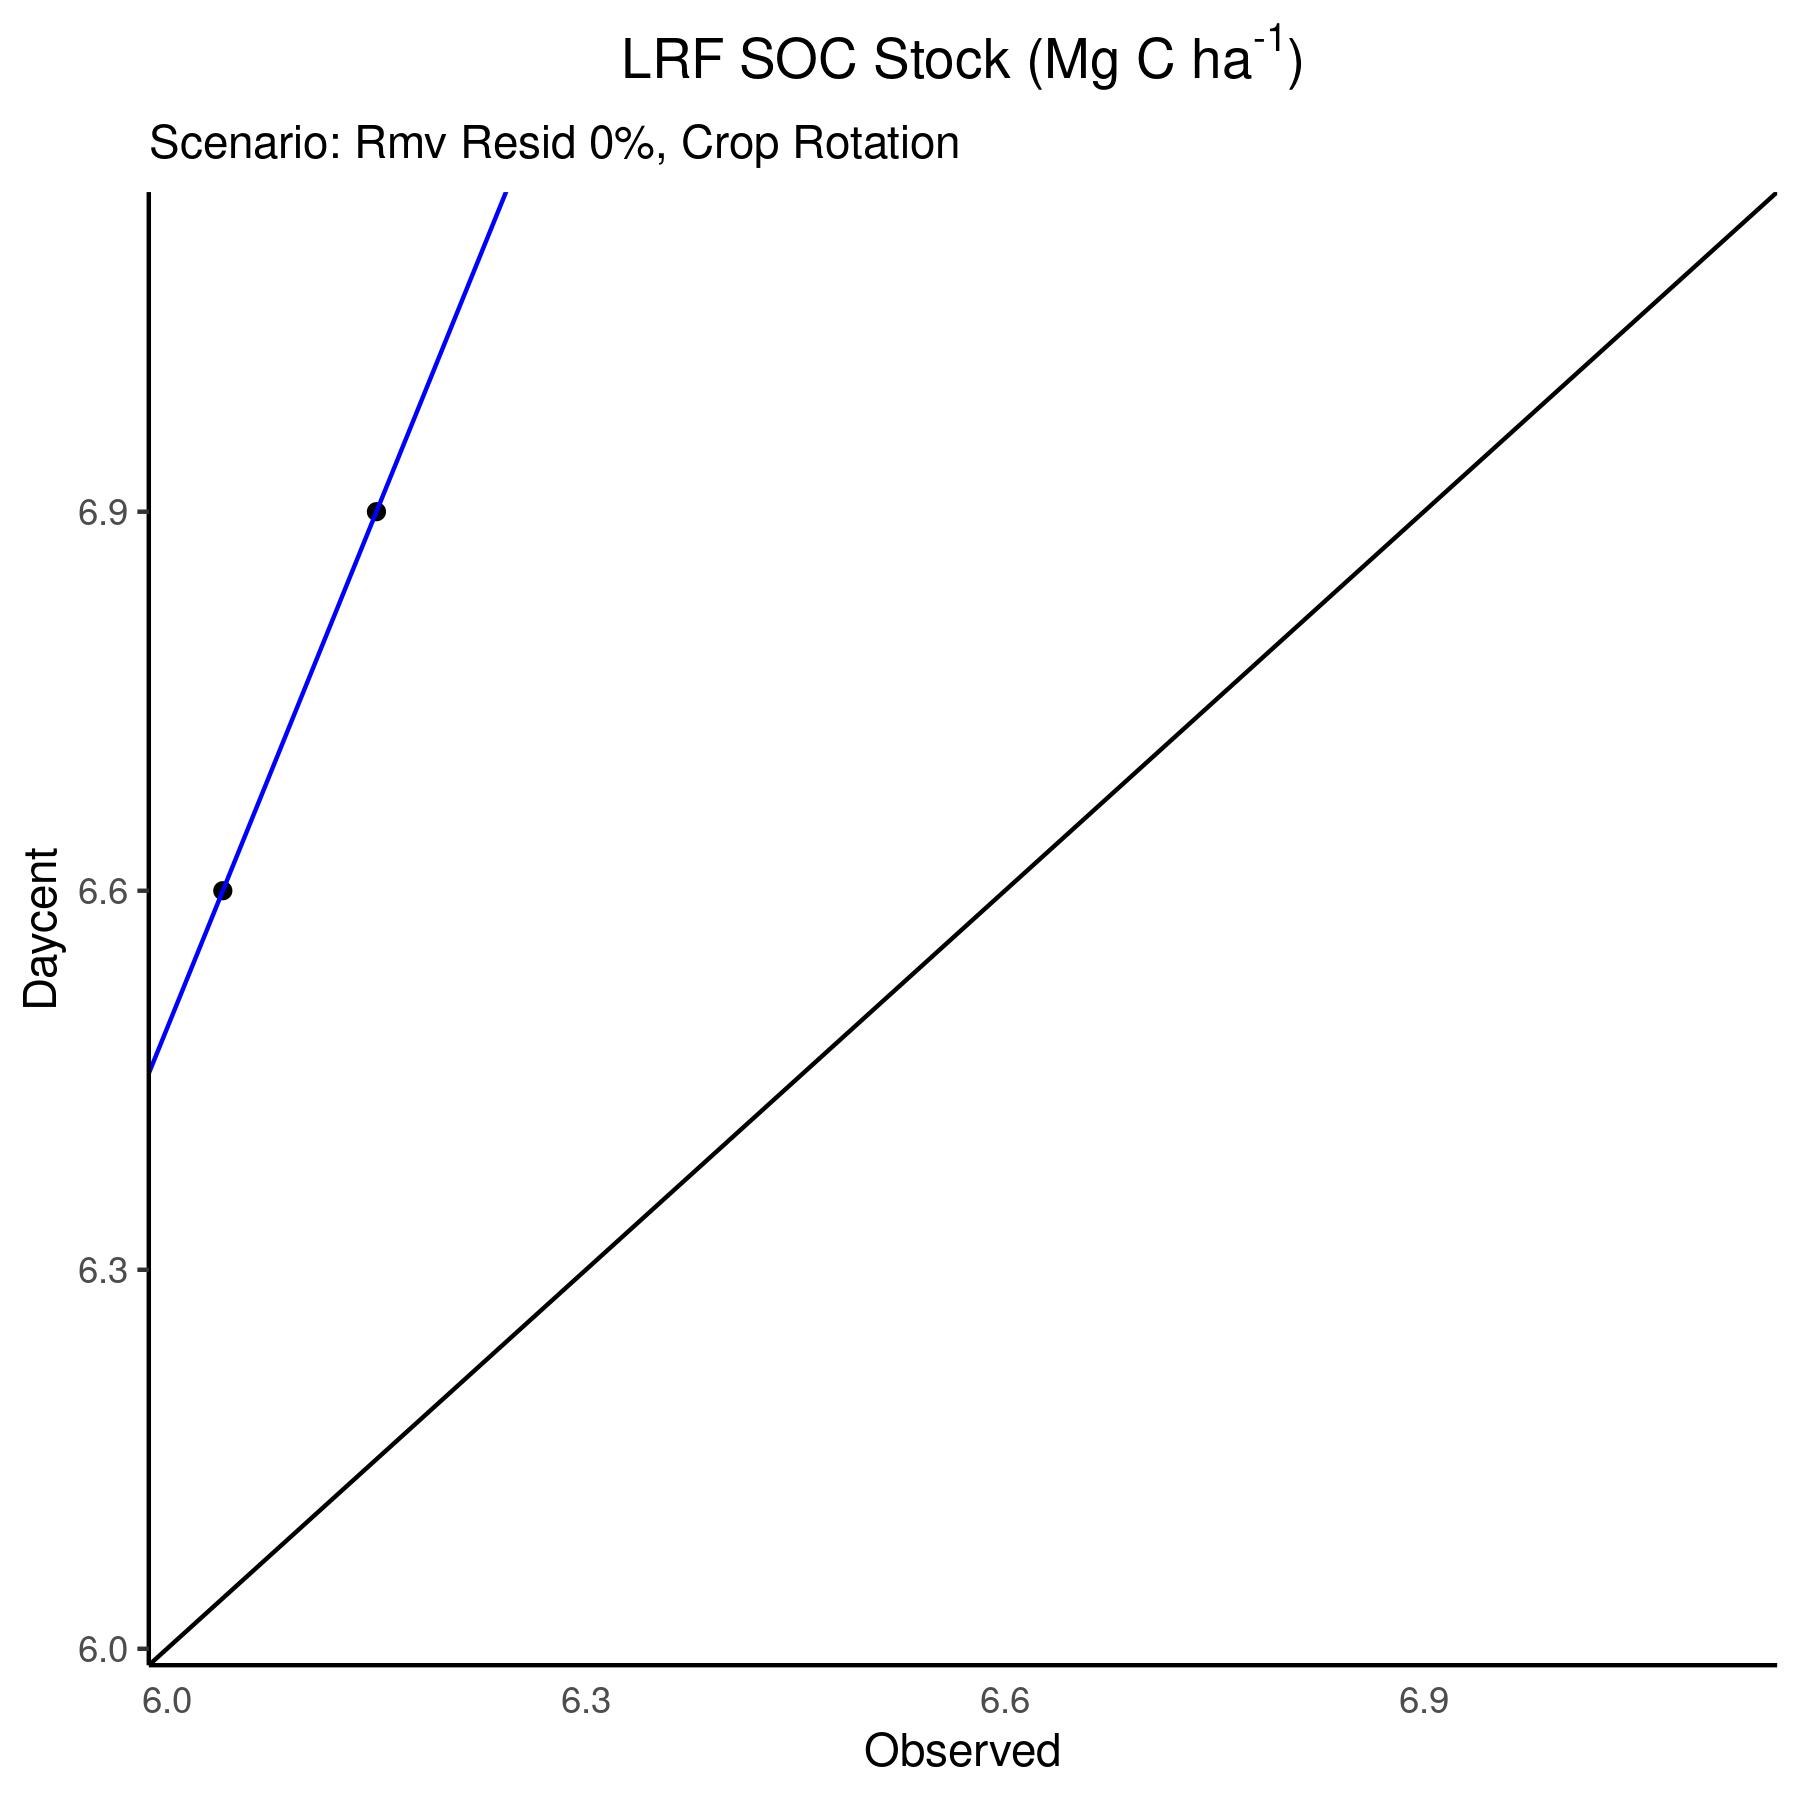 LRF SOC Stock (Mg C ha⁻¹)
Scenario: Rmv Resid 0%, Crop Rotation
Daycent
6.9
6.6
6.3
6.0
6.0 6.3 6.6 6.9
Observed